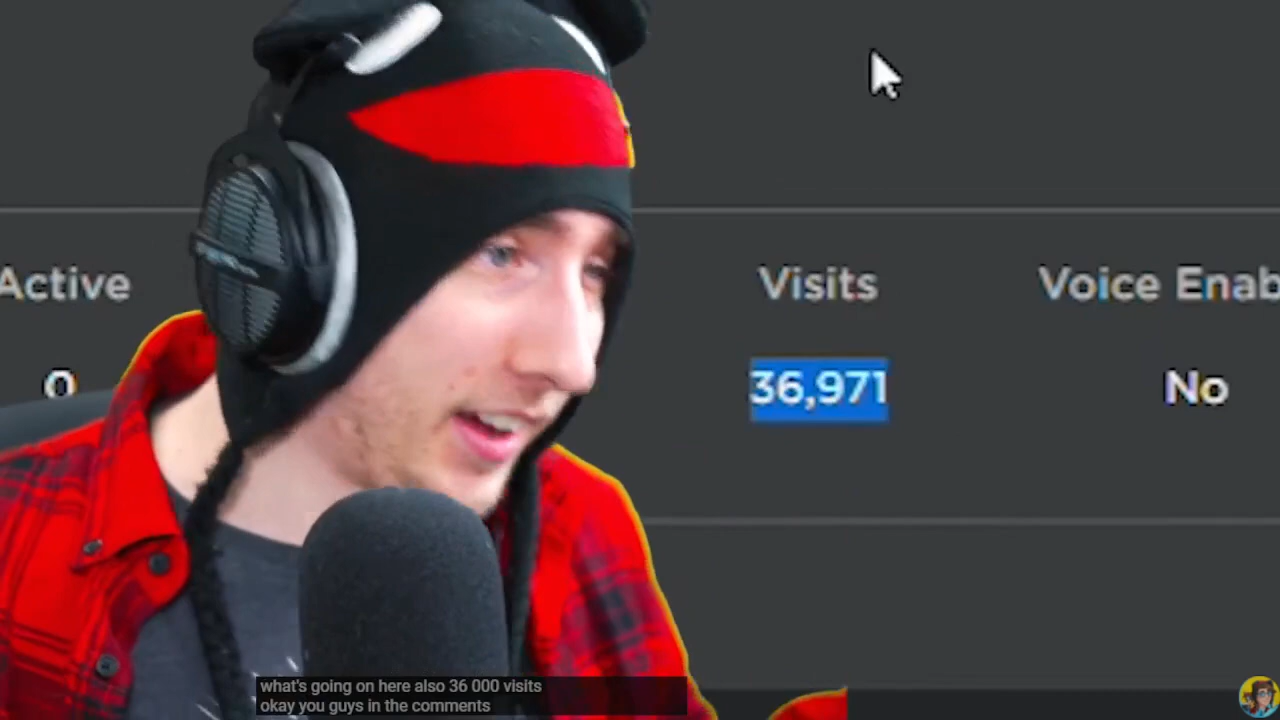 Active
Visits
Voice Enab
0
36,971
No
what's going on here also 36 000 visits
okay you guys in the comments